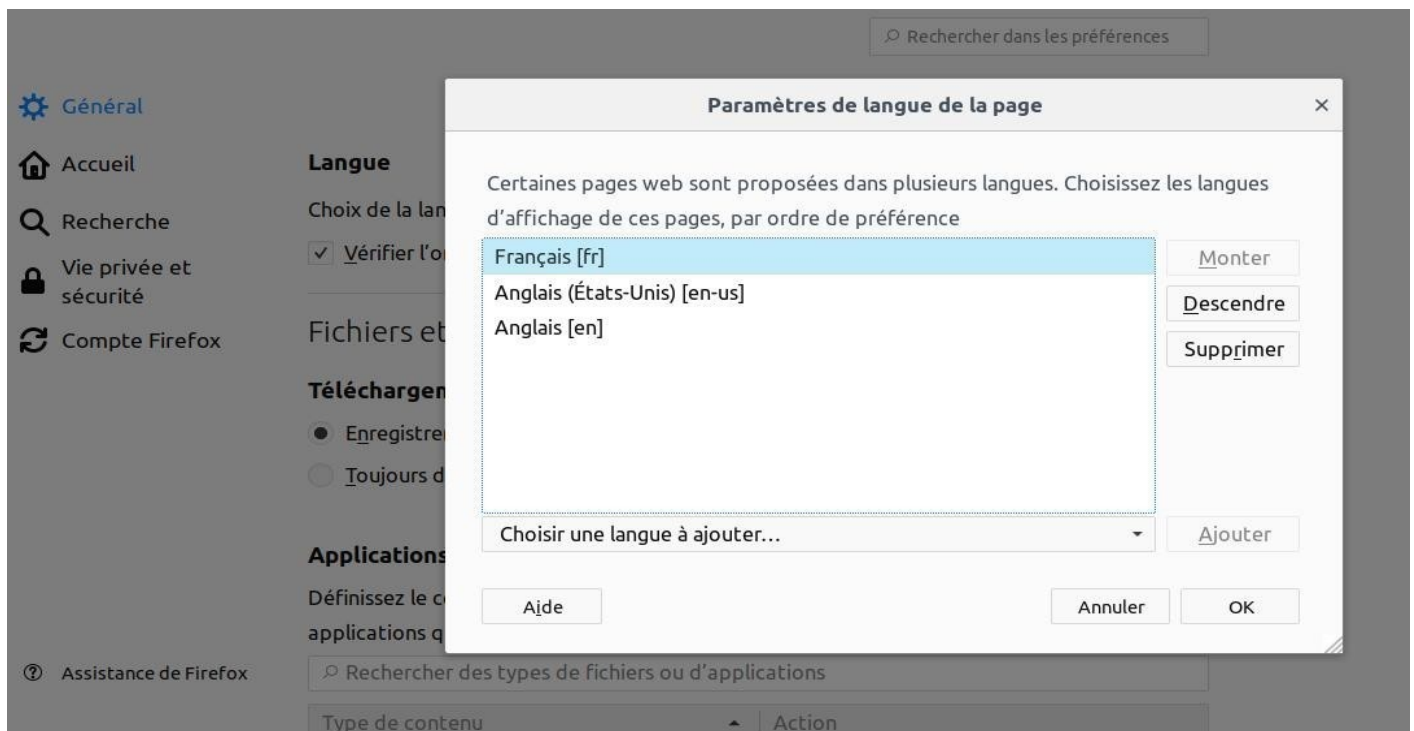 Rechercher dans les préférences
Général
Accueil
Recherche
Vie privée et
sécurité
Compte Firefox
Assistance de Firefox
Langue
Choix de la
Vérifier
Fichiers et
Applications
Définissez le
applications
Rechercher des types de fichiers ou d'applications
Type de contenu
Action
Paramètres de langue de la page
Certaines pages web sont proposées dans plusieurs langues. Choisissez les langues
d'affichage de ces pages, par ordre de préférence
Français [fr]
Anglais (États-Unis) [en-us]
Anglais [en]
Monter
Descendre
Supprimer
Choisir une langue à ajouter…
Ajouter
Aide
Annuler
OK